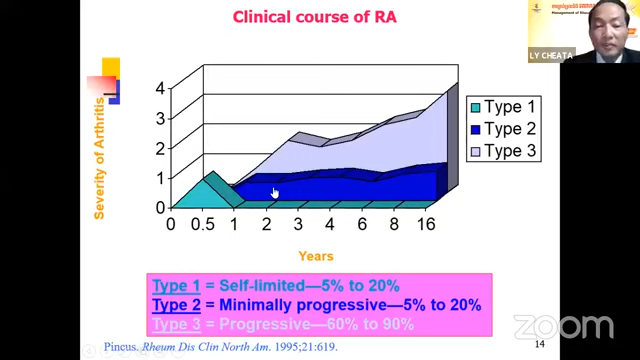 Clinical course of RA
Management of
LY CHEATA
Severity of Arthritis
4
3
2
1
0
0 0.5 1 2 3 4 8 16
Years
Type 1
Type 2
Type 3
Type 1 = Self-limited—5% to 20%
Type 2 = Minimally progressive—5% to 20%
Type 3 = Progressive—60% to 90%
Pincus. Rheum Dis Clin North Am. 1995;21:619.
14
zoom